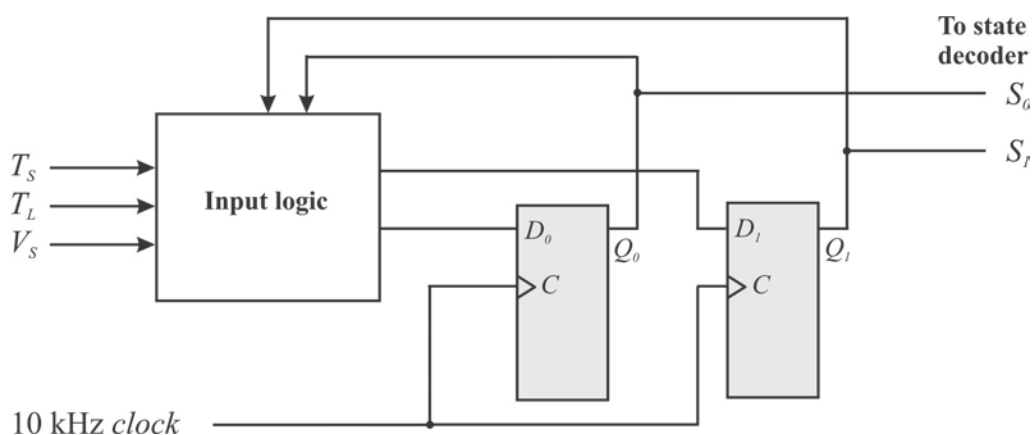 To state
decoder
S0
S1
TS
TL
VS
Input logic
D0
Q0
C
D1
Q1
C
10 kHz clock